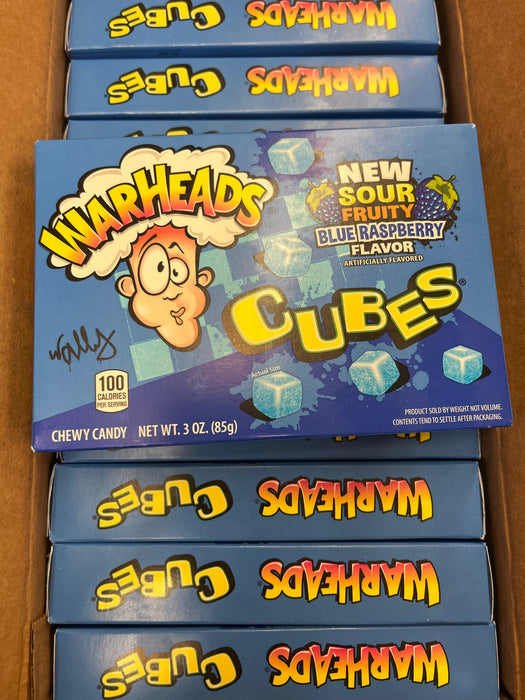 CUBES WARHEADS
CUBES WARHEADS
WARHEADS®
NEW
SOUR
FRUITY
BLUE RASPBERRY
FLAVOR
ARTIFICIALLY FLAVORED
CUBES®
Wally
Actual Size
100
CALORIES
PER SERVING
PRODUCT SOLD BY WEIGHT NOT VOLUME.
CONTENTS TEND TO SETTLE AFTER PACKAGING.
CHEWY CANDY NET WT. 3 OZ. (85g)
CUBES WARHEADS
CUBES WARHEADS
CUBES WARHEADS